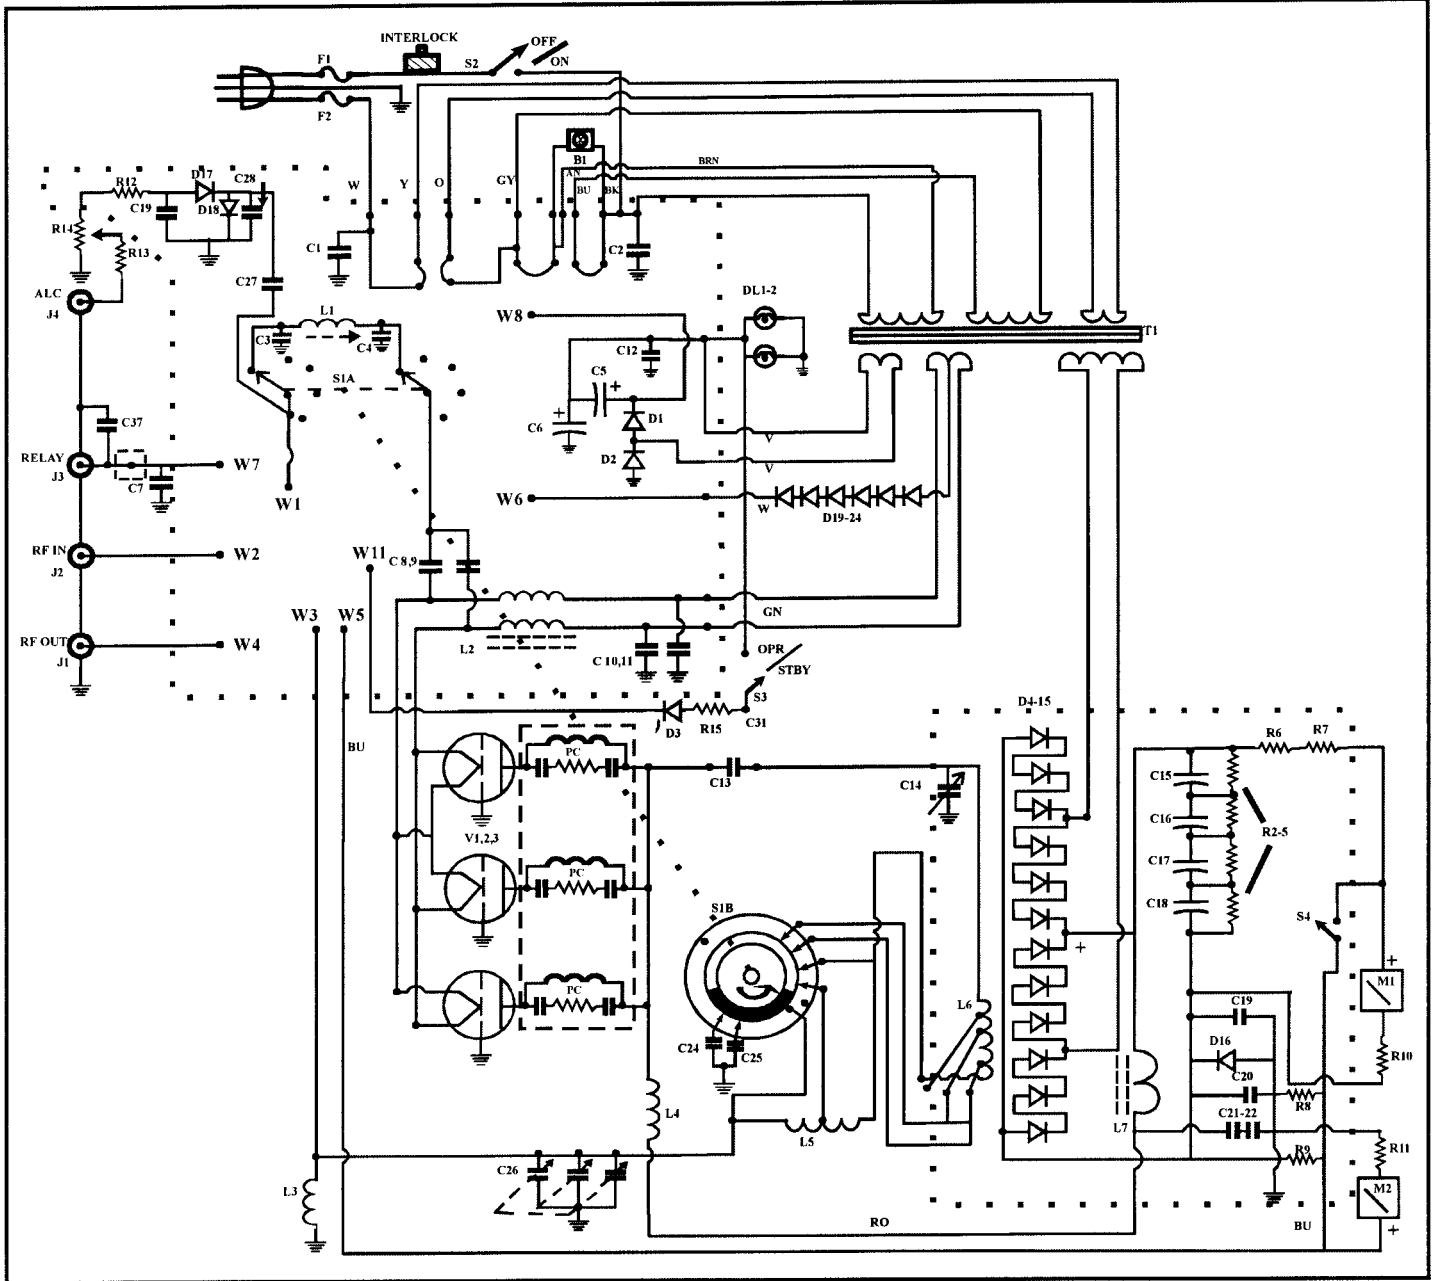 INTERLOCK
F1
S2
OFF
ON
F2
B1
BRN
W
Y
O
GY
AN
BU
BK
R12
D17
C28
C19
D18
R14
R13
C1
C2
ALC
J4
C27
L1
C3
C4
S1A
W8
DL1-2
T1
C12
C5
+
C6
+
D1
D2
V
V
C37
RELAY
J3
C7
W7
W1
W6
W
D19-24
RF IN
J2
W2
W11
C 8,9
GN
W3
W5
RF OUT
J1
W4
L2
C 10,11
OPR
STBY
S3
D3
R15
C31
BU
D4-15
R6
R7
PC
C13
C14
C15
C16
R2-5
V1,2,3
PC
C17
C18
S1B
S4
+
+
M1
PC
L6
C19
C24
C25
D16
R10
C20
R8
L4
L5
L7
C21-22
R9
R11
C26
L3
M2
RO
BU
+